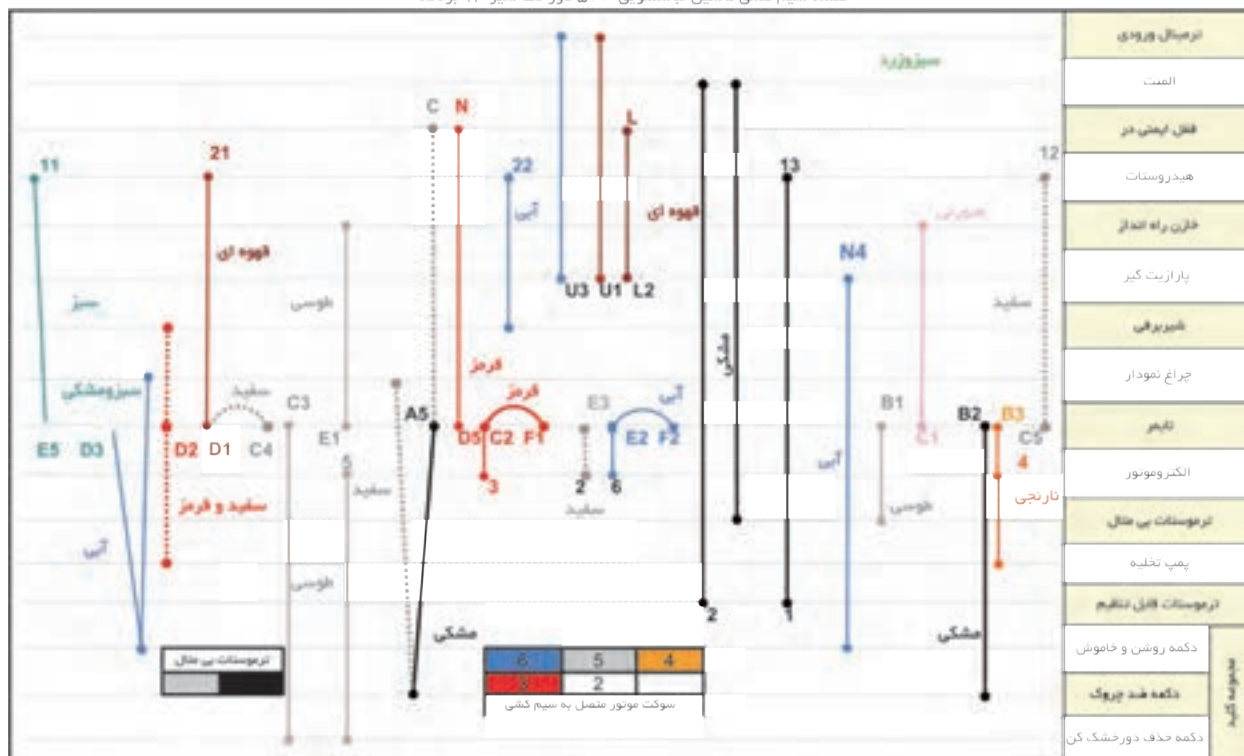 ترمینال ورودی
المنت
قفل ایمنی در
هیدروستات
خازن راه انداز
پارازیت گیر
شیربرقی
چراغ نمودار
تایمر
الکتروموتور
ترموستات بی متال
پمپ تخلیه
ترموستات قابل تنظیم
دکمه روشن و خاموش
دکمه ضد چروک
دکمه حذف دورخشک کن
مجموعه کلید
سبزوزرد
C N L
11 21 22 13 12
آبی
قهوه ای
قهوه ای
صورتی
N4
U3 U1 L2
سبز
طوسی
سفید
مشکی
قرمز
قرمز
سبزومشکی
سفید
C3
A5
E3
آبی
B1
B2 B3
E5 D3 D2 D1 C4 E1 D5 C2 F1 E2 F2 C1 C5
5
3 2 6 4
سفید
سفید
نارنجی
سفید و قرمز
آبی
آبی
طوسی
طوسی
2 1
مشکی
مشکی
ترموستات بی متال
6 5 4
3 2
سوکت موتور متصل به سیم کشی